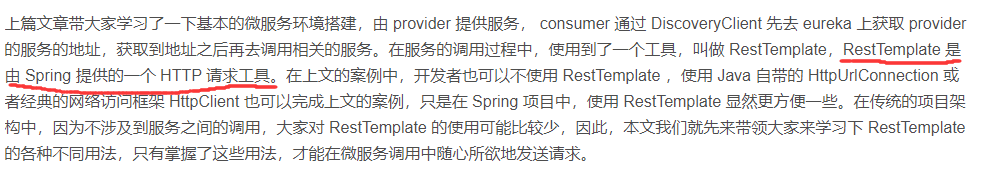 上篇文章带大家学习了一下基本的微服务环境搭建，由 provider 提供服务， consumer 通过 DiscoveryClient 先去 eureka 上获取 provider
的服务的地址，获取到地址之后再去调用相关的服务。在服务的调用过程中，使用到了一个工具，叫做 RestTemplate，RestTemplate 是
由 Spring 提供的一个 HTTP 请求工具。在上文的案例中，开发者也可以不使用 RestTemplate ，使用 Java 自带的 HttpUrlConnection 或
者经典的网络访问框架 HttpClient 也可以完成上文的案例，只是在 Spring 项目中，使用 RestTemplate 显然更方便一些。在传统的项目架
构中，因为不涉及到服务之间的调用，大家对 RestTemplate 的使用可能比较少，因此，本文我们就先来带领大家来学习下 RestTemplate
的各种不同用法，只有掌握了这些用法，才能在微服务调用中随心所欲地发送请求。